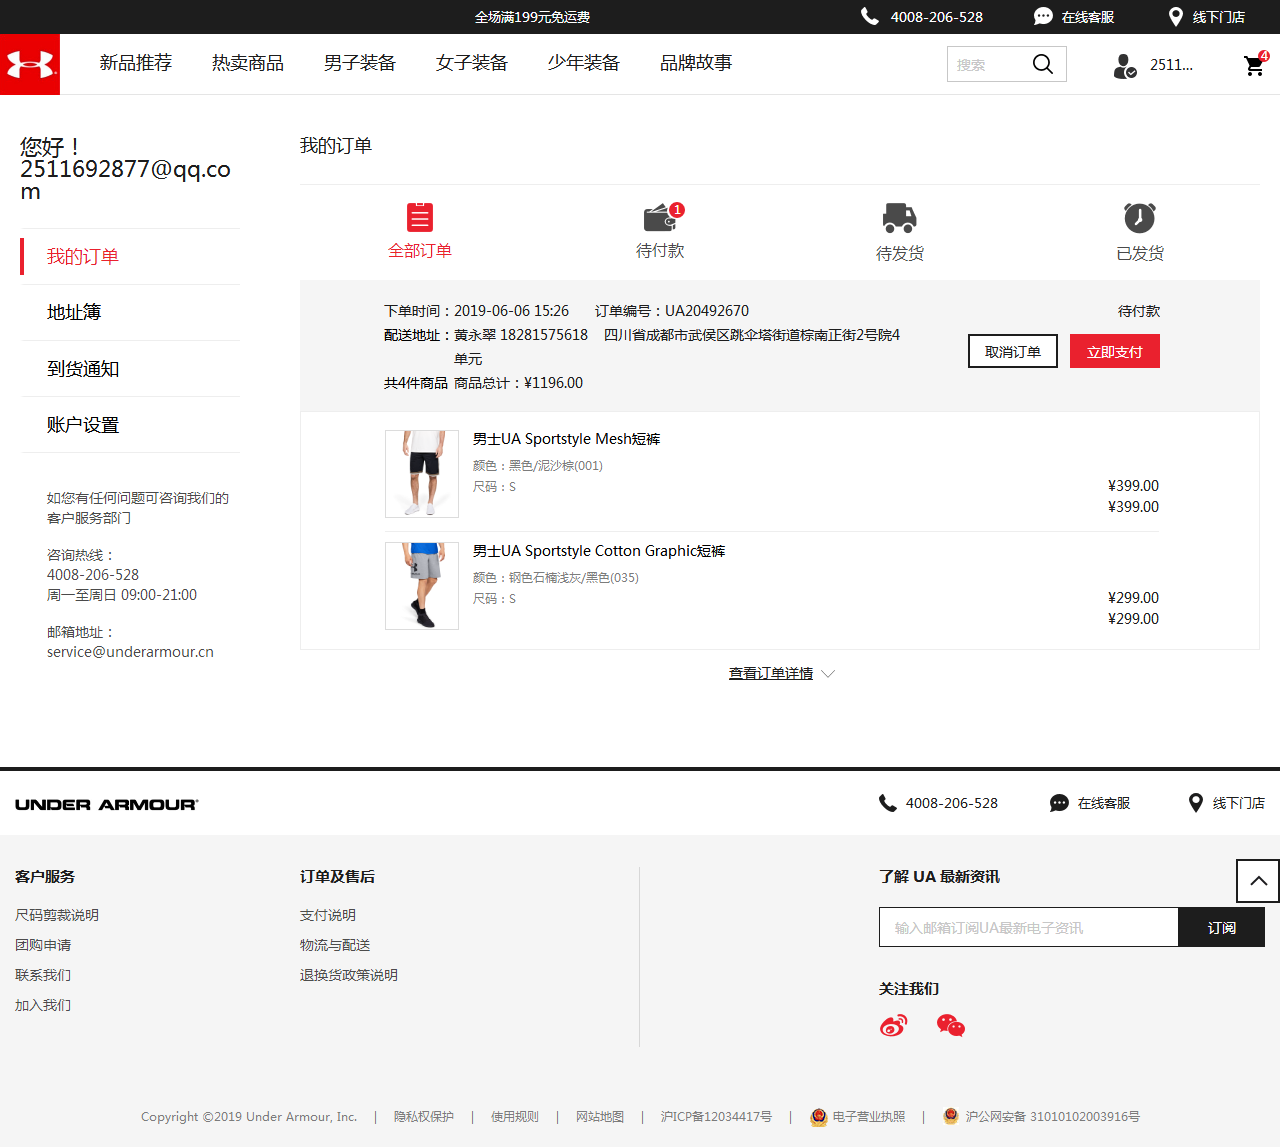 全场满199元免运费
4008-206-528
在线客服
线下门店
新品推荐 热卖商品 男子装备 女子装备 少年装备 品牌故事
搜索
2511...
4
您好！
2511692877@qq.co
m
我的订单
地址簿
到货通知
账户设置
如您有任何问题可咨询我们的
客户服务部门
咨询热线：
4008-206-528
周一至周日 09:00-21:00
邮箱地址：
service@underarmour.cn
我的订单
全部订单
1
待付款
待发货
已发货
下单时间：2019-06-06 15:26 订单编号：UA20492670
待付款
配送地址：黄永翠 18281575618 四川省成都市武侯区跳伞塔街道棕南正街2号院4
单元
共4件商品 商品总计：¥1196.00
取消订单
立即支付
男士UA Sportstyle Mesh短裤
颜色：黑色/泥沙棕(001)
尺码：S
¥399.00
¥399.00
男士UA Sportstyle Cotton Graphic短裤
颜色：钢色石楠浅灰/黑色(035)
尺码：S
¥299.00
¥299.00
查看订单详情
UNDER ARMOUR
4008-206-528
在线客服
线下门店
客户服务
尺码剪裁说明
团购申请
联系我们
加入我们
订单及售后
支付说明
物流与配送
退换货政策说明
了解 UA 最新资讯
输入邮箱订阅UA最新电子资讯
订阅
关注我们
Copyright ©2019 Under Armour, Inc. | 隐私权保护 | 使用规则 | 网站地图 | 沪ICP备12034417号 | 电子营业执照 | 沪公网安备 31010102003916号